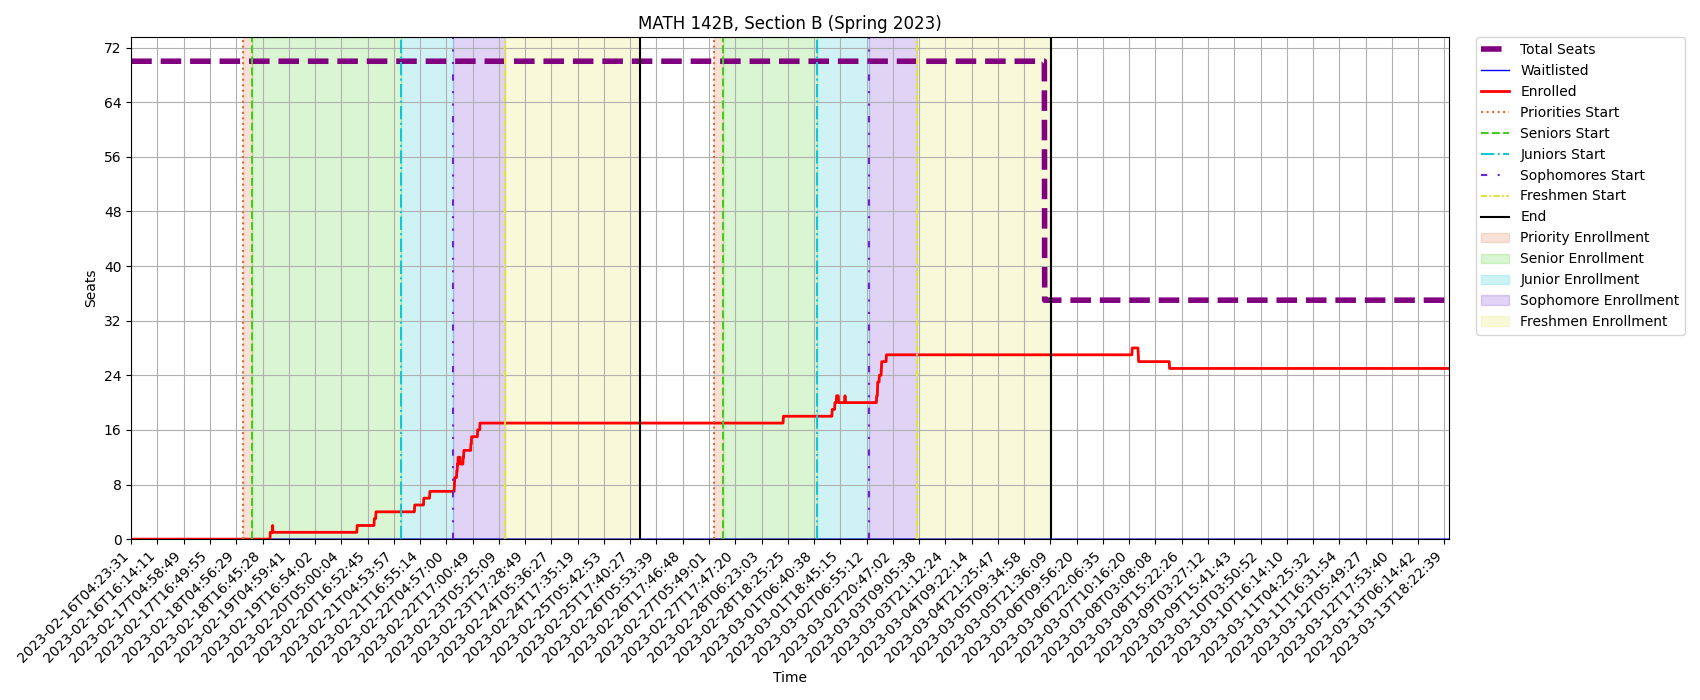 MATH 142B, Section B (Spring 2023)
72
64
56
48
40
32
24
16
8
0
Seats
2023-02-16T04:23:31
2023-02-16T16:14:11
2023-02-17T04:58:49
2023-02-17T16:49:55
2023-02-18T04:56:29
2023-02-18T16:45:28
2023-02-19T04:59:41
2023-02-19T16:54:02
2023-02-20T05:00:04
2023-02-20T16:52:45
2023-02-21T04:53:57
2023-02-21T16:55:14
2023-02-22T04:57:00
2023-02-22T17:00:49
2023-02-23T05:25:09
2023-02-23T17:28:49
2023-02-24T05:36:27
2023-02-24T17:35:19
2023-02-25T05:42:53
2023-02-25T17:40:27
2023-02-26T05:53:39
2023-02-26T17:46:48
2023-02-27T05:49:01
2023-02-27T17:47:20
2023-02-28T06:23:03
2023-02-28T18:25:25
2023-03-01T06:40:38
2023-03-01T18:45:15
2023-03-02T06:55:12
2023-03-02T20:47:02
2023-03-03T09:05:38
2023-03-03T21:12:24
2023-03-04T09:22:14
2023-03-04T21:25:47
2023-03-05T09:34:58
2023-03-05T21:36:09
2023-03-06T09:56:20
2023-03-06T22:06:35
2023-03-07T10:16:20
2023-03-08T03:08:08
2023-03-08T15:22:26
2023-03-09T03:27:12
2023-03-09T15:41:43
2023-03-10T03:50:52
2023-03-10T16:14:10
2023-03-11T04:25:32
2023-03-11T16:31:54
2023-03-12T05:49:27
2023-03-12T17:53:40
2023-03-13T06:14:42
2023-03-13T18:22:39
Time
Total Seats
Waitlisted
Enrolled
Priorities Start
Seniors Start
Juniors Start
Sophomores Start
Freshmen Start
End
Priority Enrollment
Senior Enrollment
Junior Enrollment
Sophomore Enrollment
Freshmen Enrollment